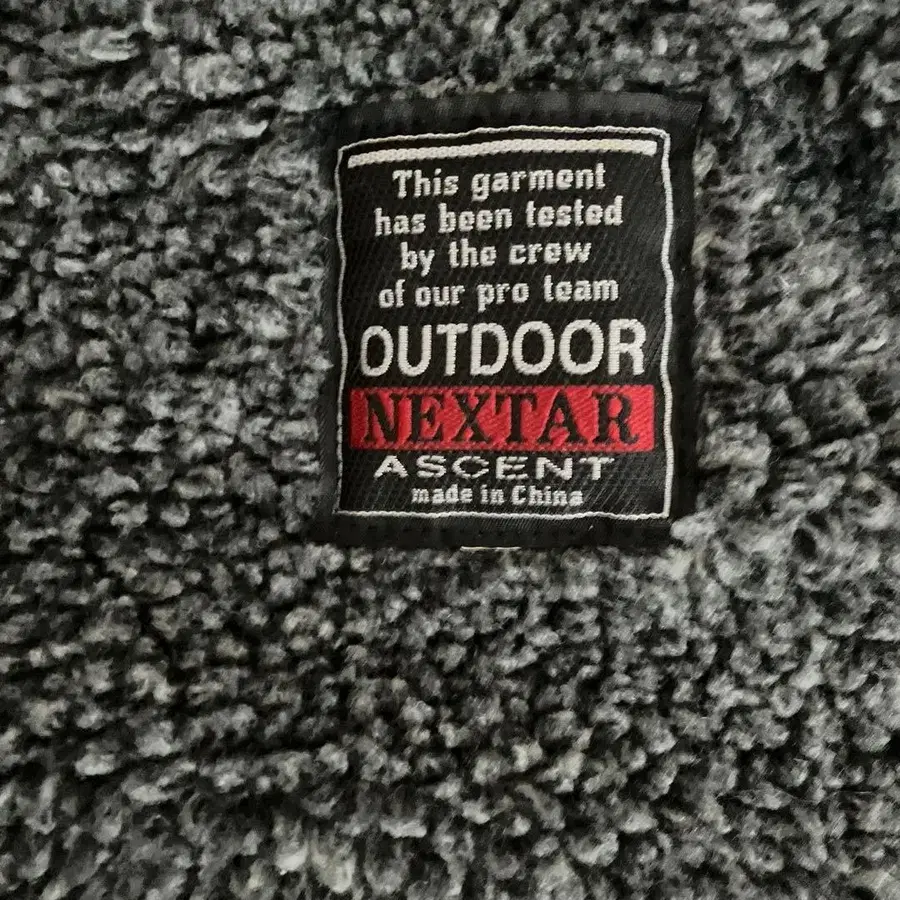 This garment
has been tested
by the crew
of our pro team
OUTDOOR
NEXTAR
ASCENT
made in China